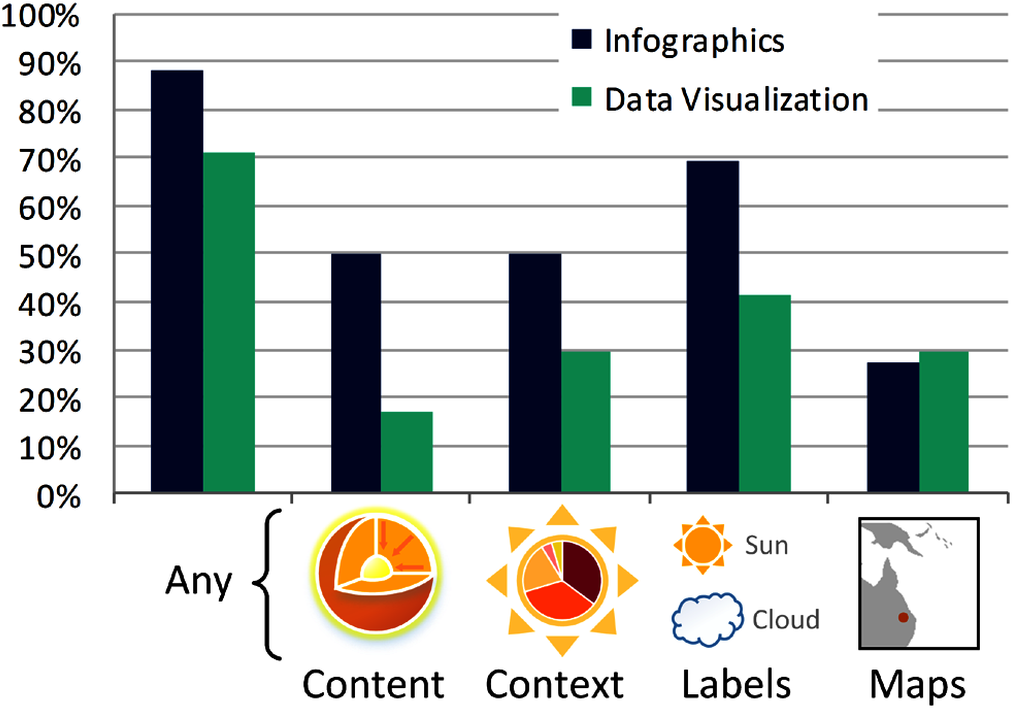 100%
90%
80%
70%
60%
50%
40%
30%
20%
10%
0%
Infographics
Data Visualization
Any
Sun
Cloud
Content
Context
Labels
Maps